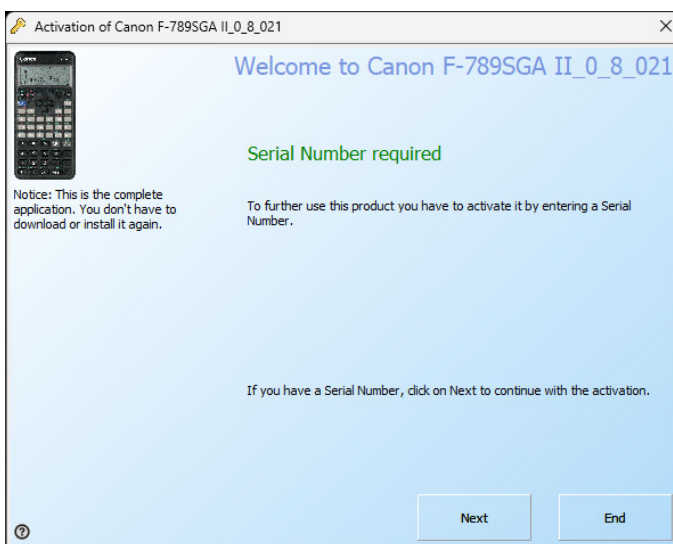 Activation of Canon F-789SGA II_0_8_021
Welcome to Canon F-789SGA II_0_8_021
Canon
Serial Number required
Notice: This is the complete
application. You don't have to
download or install it again.
To further use this product you have to activate it by entering a Serial
Number.
If you have a Serial Number, click on Next to continue with the activation.
Next
End
?